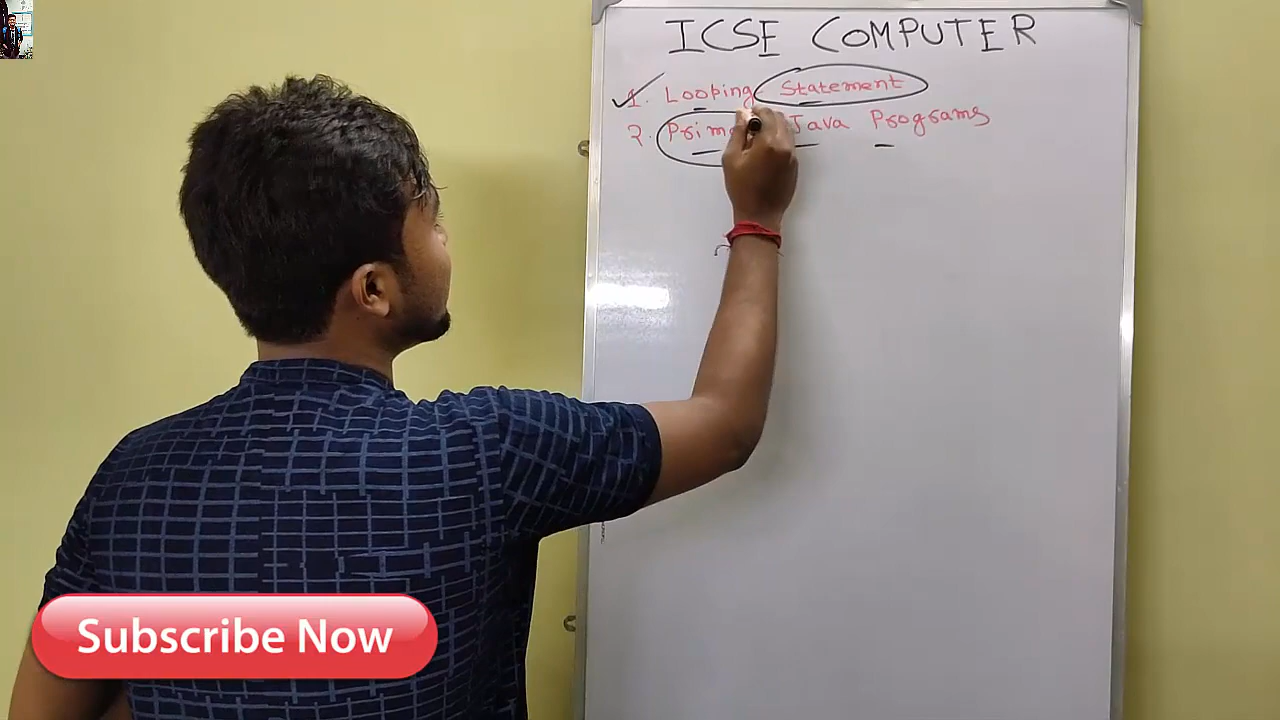 ICSE COMPUTER
1. Looping Statement
2. Java Programs
Subscribe Now